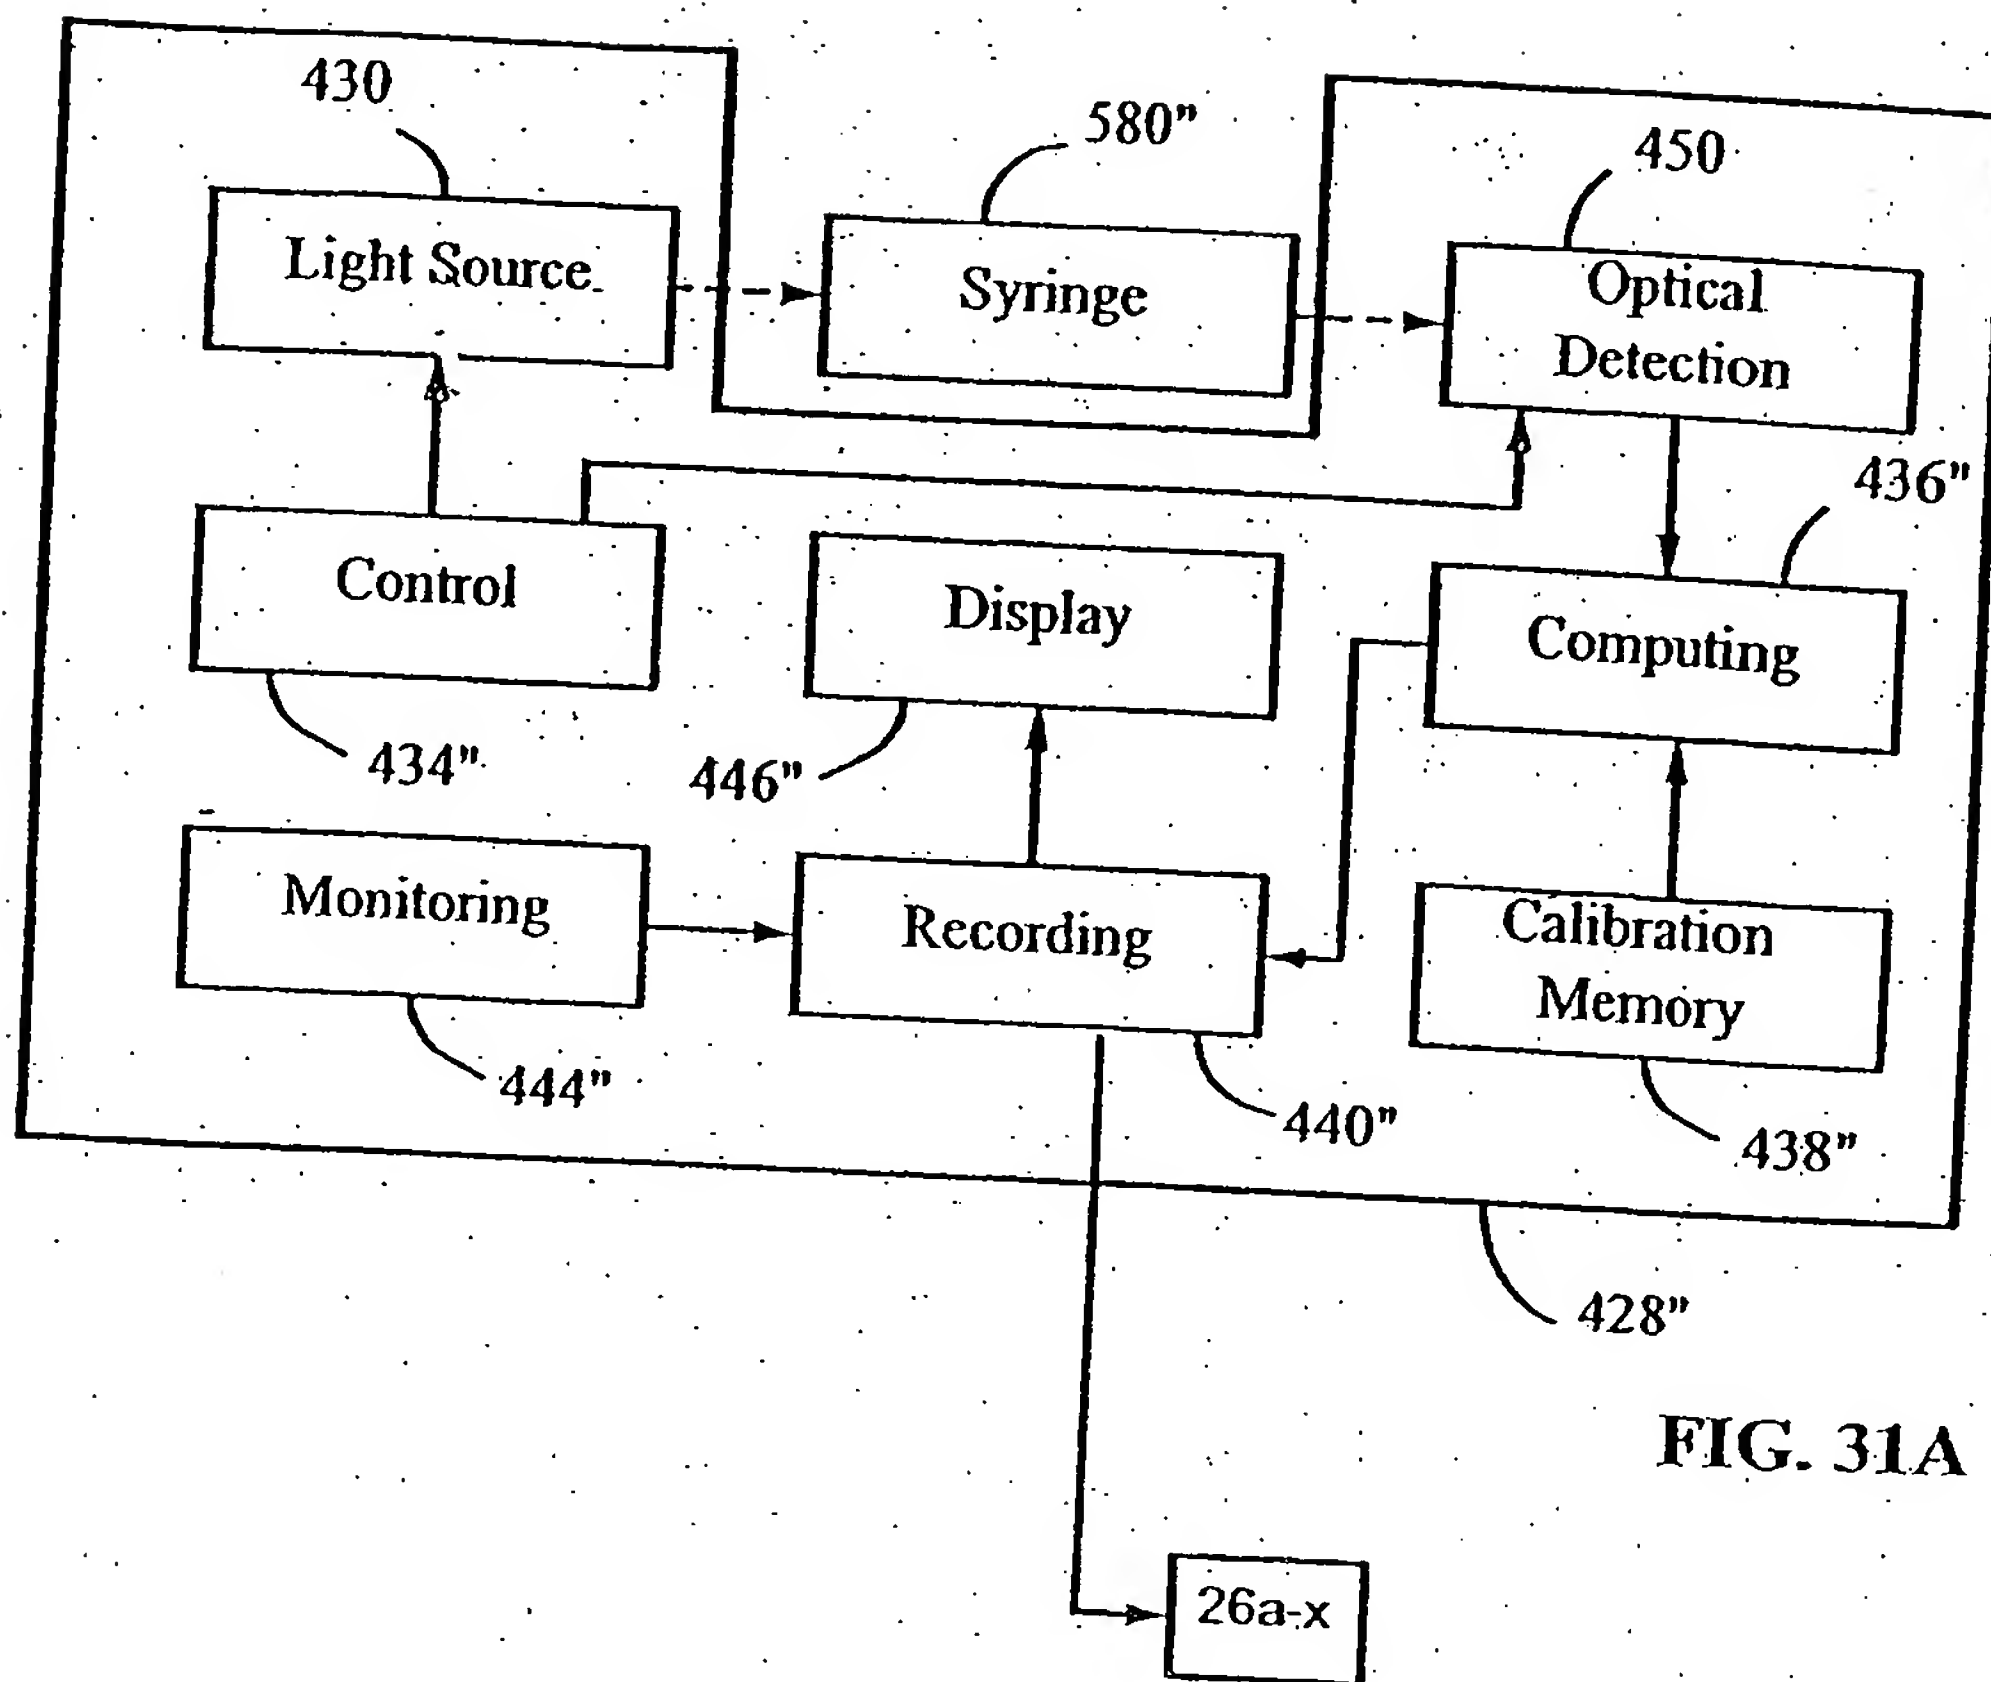 430
580"
450
Light Source
Syringe
Optical
Detection
436"
Control
Display
Computing
434"
446"
Monitoring
Recording
Calibration
Memory
444"
440"
438"
428"
FIG. 31A
26a-x